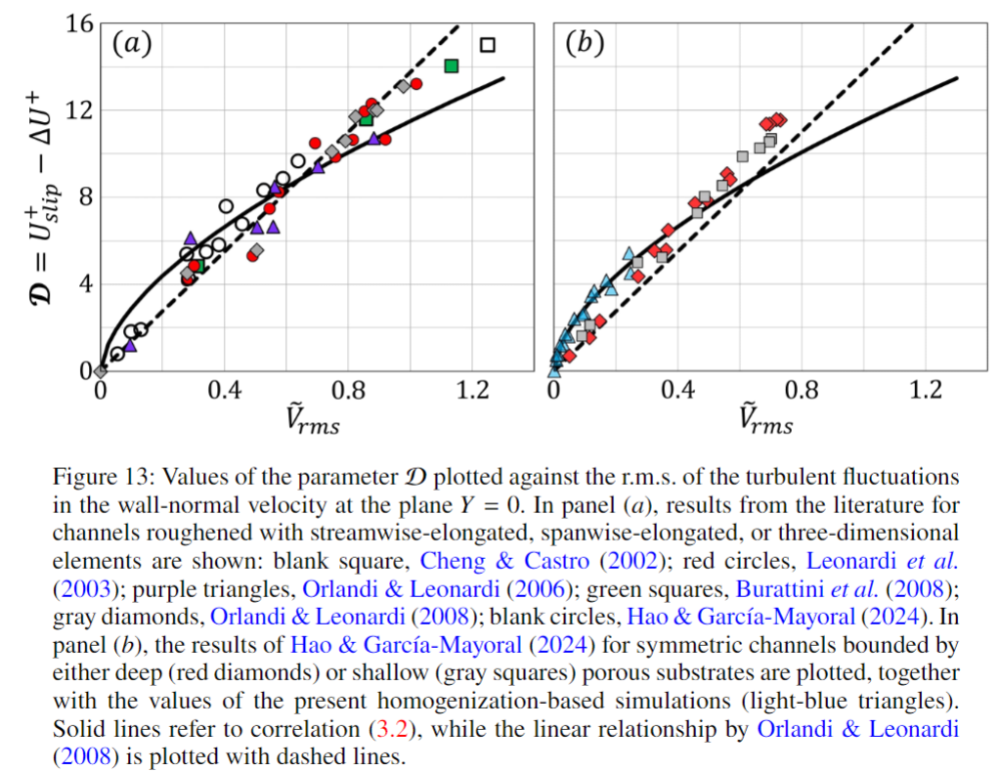 16
(a)
(b)
12
8
4
0
𝒟 = U⁺slip − ΔU⁺
0 0.4 0.8 1.2
0 0.4 0.8 1.2
Ṽrms
Ṽrms
Figure 13: Values of the parameter 𝒟 plotted against the r.m.s. of the turbulent fluctuations
in the wall-normal velocity at the plane Y = 0. In panel (a), results from the literature for
channels roughened with streamwise-elongated, spanwise-elongated, or three-dimensional
elements are shown: blank square, Cheng & Castro (2002); red circles, Leonardi et al.
(2003); purple triangles, Orlandi & Leonardi (2006); green squares, Burattini et al. (2008);
gray diamonds, Orlandi & Leonardi (2008); blank circles, Hao & García-Mayoral (2024). In
panel (b), the results of Hao & García-Mayoral (2024) for symmetric channels bounded by
either deep (red diamonds) or shallow (gray squares) porous substrates are plotted, together
with the values of the present homogenization-based simulations (light-blue triangles).
Solid lines refer to correlation (3.2), while the linear relationship by Orlandi & Leonardi
(2008) is plotted with dashed lines.